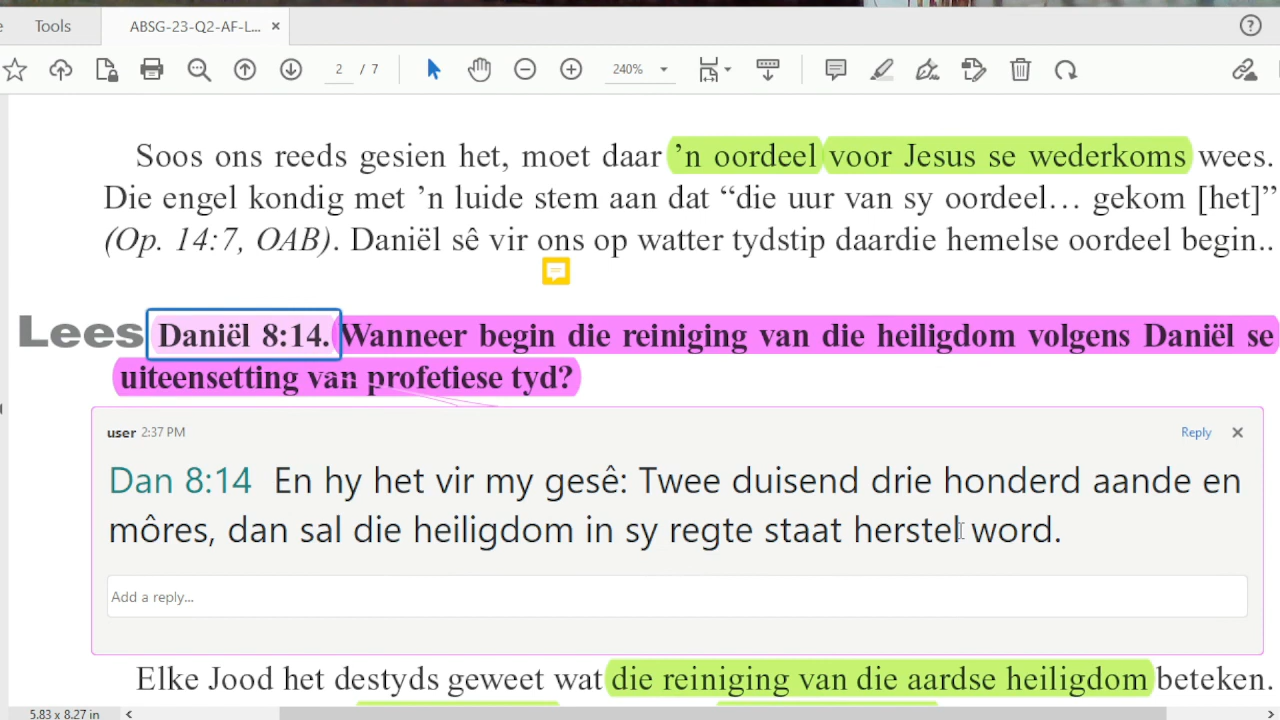 Tools
ABSG-23-Q2-AF-L... ×
2 / 7
240%
Soos ons reeds gesien het, moet daar ’n oordeel voor Jesus se wederkoms wees.
Die engel kondig met ’n luide stem aan dat “die uur van sy oordeel… gekom [het]”
(Op. 14:7, OAB). Daniël sê vir ons op watter tydstip daardie hemelse oordeel begin..
Lees Daniël 8:14. Wanneer begin die reiniging van die heiligdom volgens Daniël se
uiteensetting van profetiese tyd?
user 2:37 PM
Reply
Dan 8:14 En hy het vir my gesê: Twee duisend drie honderd aande en
môres, dan sal die heiligdom in sy regte staat herstel word.
Add a reply...
Elke Jood het destyds geweet wat die reiniging van die aardse heiligdom beteken.
5.83 x 8.27 in